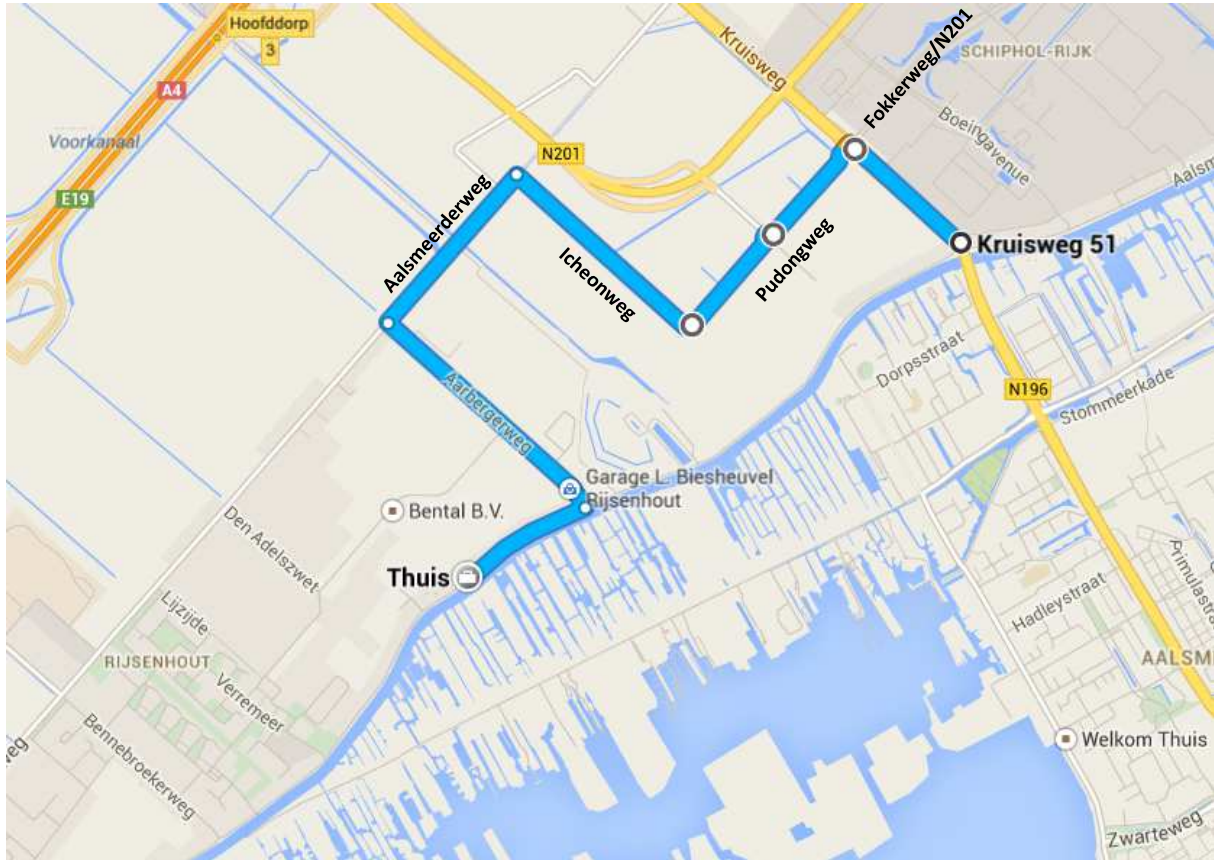 Hoofddorp
3
Kruisweg
SCHIPHOL-RIJK
Fokkerweg/N201
A4
Boeingavenue
Voorkanaal
N201
Aalsm
E19
Aalsmeerderweg
Icheonweg
Pudongweg
Kruisweg 51
Dorpsstraat
N196
Stommeerkade
Aarbergerweg
Garage L. Biesheuvel
Rijsenhout
Bental B.V.
Den Adelszwet
Thuis
Primulastra
Hadleystraat
Lijzijde
RIJSENHOUT
AALSM
Verremeer
Bennebroekerweg
weg
Welkom Thuis
Zwarteweg